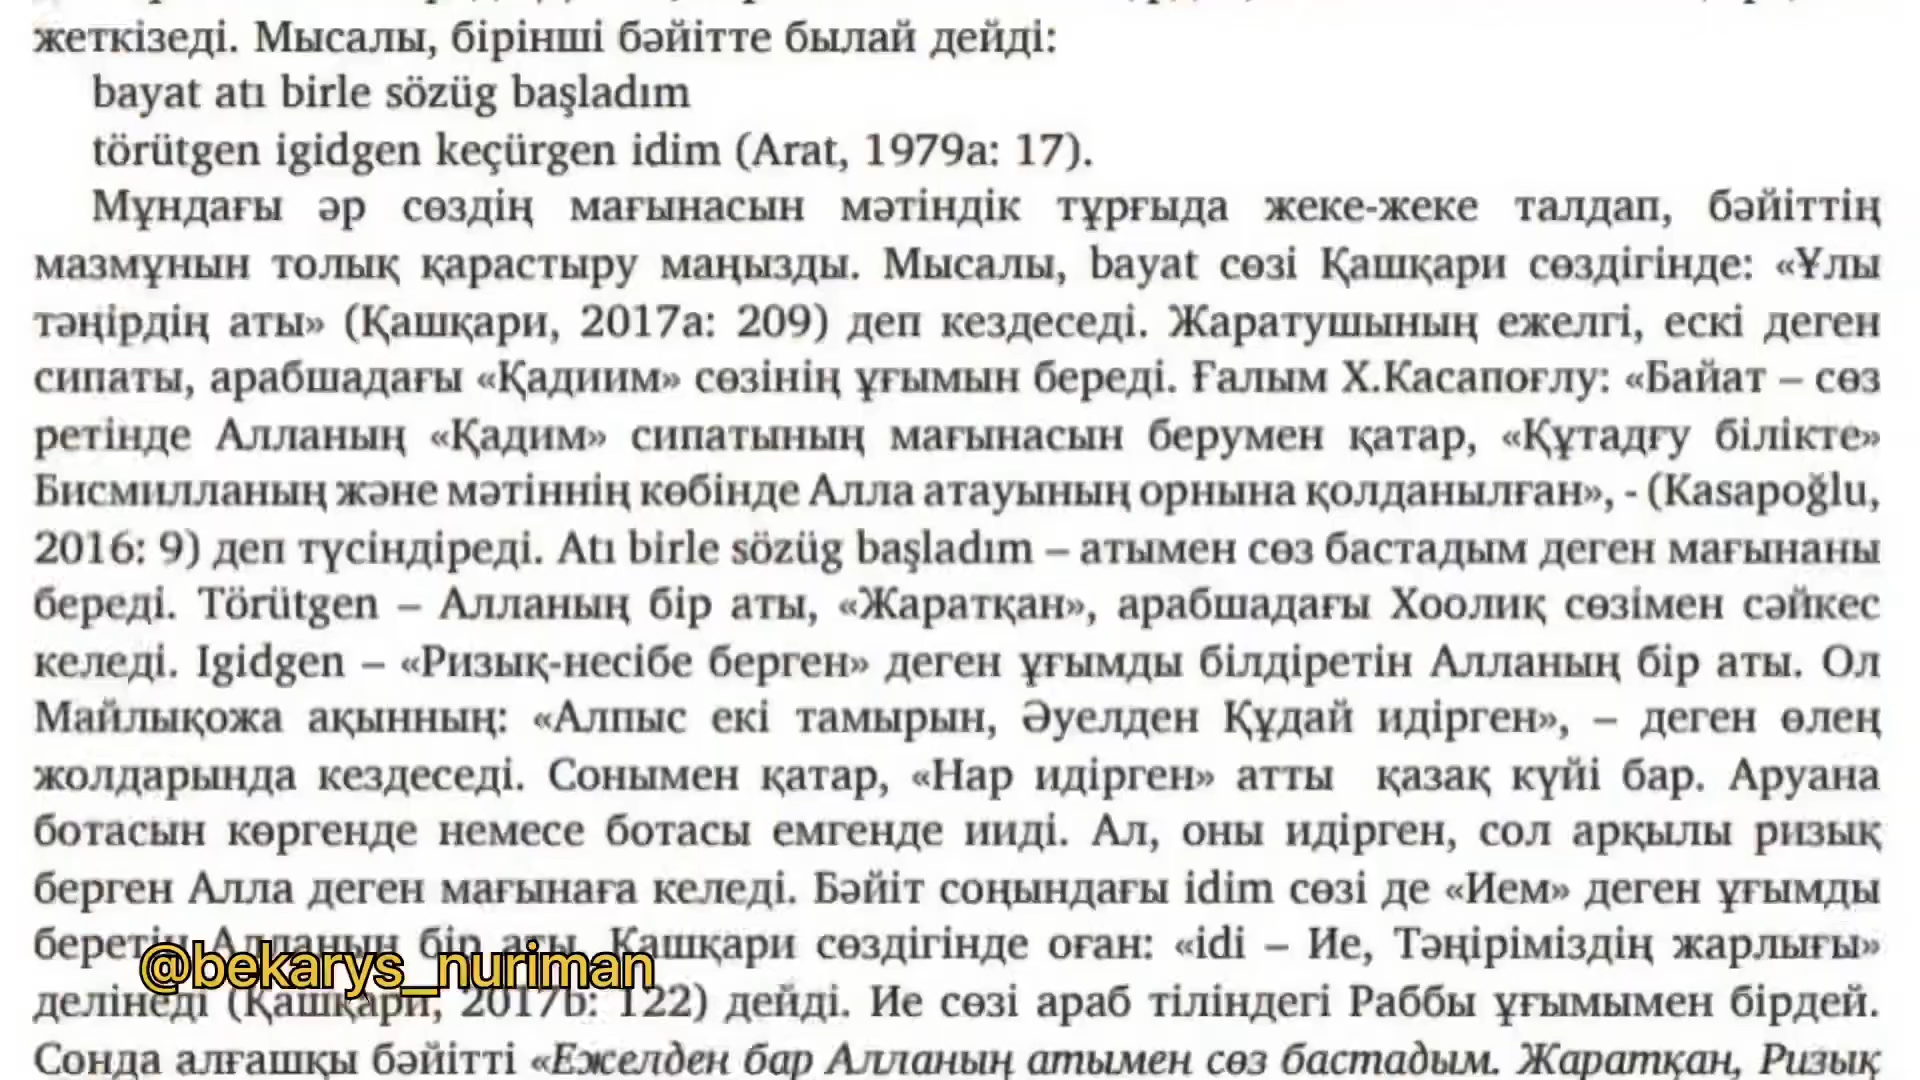 жеткізеді. Мысалы, бірінші бәйітте былай дейді:
bayat atı birle sözüg başladım
törütgen igidgen keçürgen idim (Arat, 1979a: 17).
Мұндағы әр сөздің мағынасын мәтіндік тұрғыда жеке-жеке талдап, бәйіттің
мазмұнын толық қарастыру маңызды. Мысалы, bayat сөзі Қашқари сөздігінде: «Ұлы
тәңірдің аты» (Қашқари, 2017a: 209) деп кездеседі. Жаратушының ежелгі, ескі деген
сипаты, арабшадағы «Қадиим» сөзінің ұғымын береді. Ғалым Х.Касапоғлу: «Байат – сөз
ретінде Алланың «Қадим» сипатының мағынасын берумен қатар, «Құтадғу білікте»
Бисмилланың және мәтіннің көбінде Алла атауының орнына қолданылған», - (Kasapoğlu,
2016: 9) деп түсіндіреді. Atı birle sözüg başladım – атымен сөз бастадым деген мағынаны
береді. Törütgen – Алланың бір аты, «Жаратқан», арабшадағы Хоолиқ сөзімен сәйкес
келеді. Igidgen – «Ризық-несібе берген» деген ұғымды білдіретін Алланың бір аты. Ол
Майлықожа ақынның: «Алпыс екі тамырын, Әуелден Құдай идірген», – деген өлең
жолдарында кездеседі. Сонымен қатар, «Нар идірген» атты қазақ күйі бар. Аруана
ботасын көргенде немесе ботасы емгенде ииді. Ал, оны идірген, сол арқылы ризық
берген Алла деген мағынаға келеді. Бәйіт соңындағы idim сөзі де «Ием» деген ұғымды
беретін Алланың бір аты. Қашқари сөздігінде оған: «idi – Ие, Тәңіріміздің жарлығы»
@bekarys_nuriman
делінеді (Қашқари, 2017b: 122) дейді. Ие сөзі араб тіліндегі Раббы ұғымымен бірдей.
Сонда алғашқы бәйітті «Ежелден бар Алланың атымен сөз бастадым. Жаратқан, Ризық